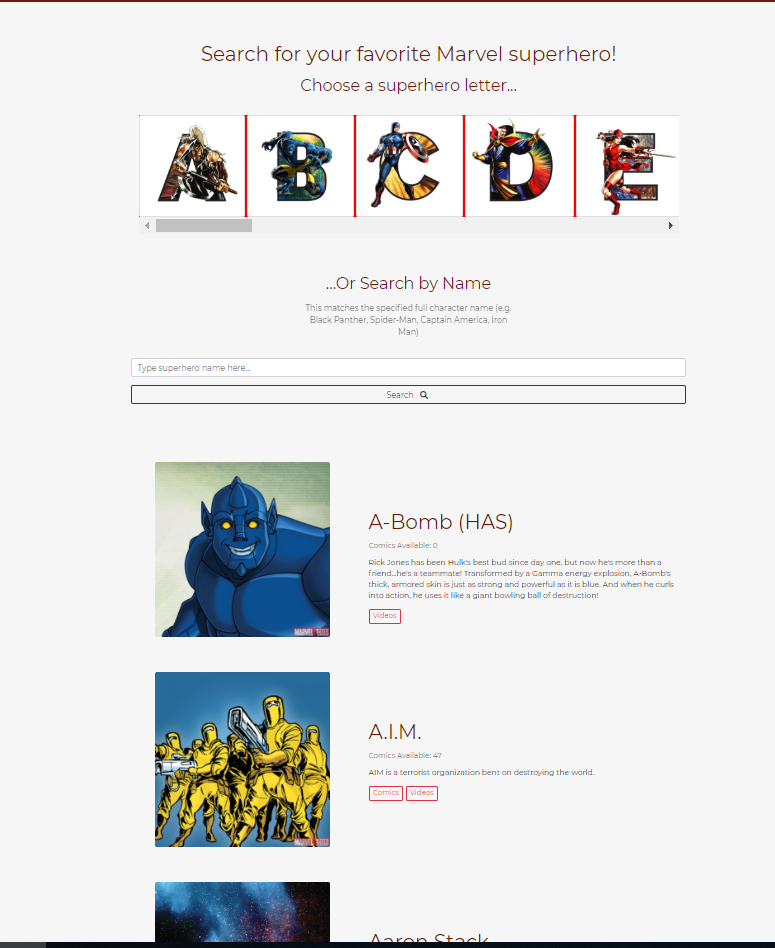 Search for your favorite Marvel superhero!
Choose a superhero letter...
A B C D E
...Or Search by Name
This matches the specified full character name (e.g.
Black Panther, Spider-Man, Captain America, Iron
Man)
Type superhero name here...
Search
A-Bomb (HAS)
Comics Available: 0
Rick Jones has been Hulk's best bud since day one, but now he's more than a
friend...he's a teammate! Transformed by a Gamma energy explosion, A-Bomb's
thick, armored skin is just as strong and powerful as it is blue. And when he curls
into action, he uses it like a giant bowling ball of destruction!
Videos
A.I.M.
Comics Available: 47
AIM is a terrorist organization bent on destroying the world.
Comics Videos
Aaron Stack